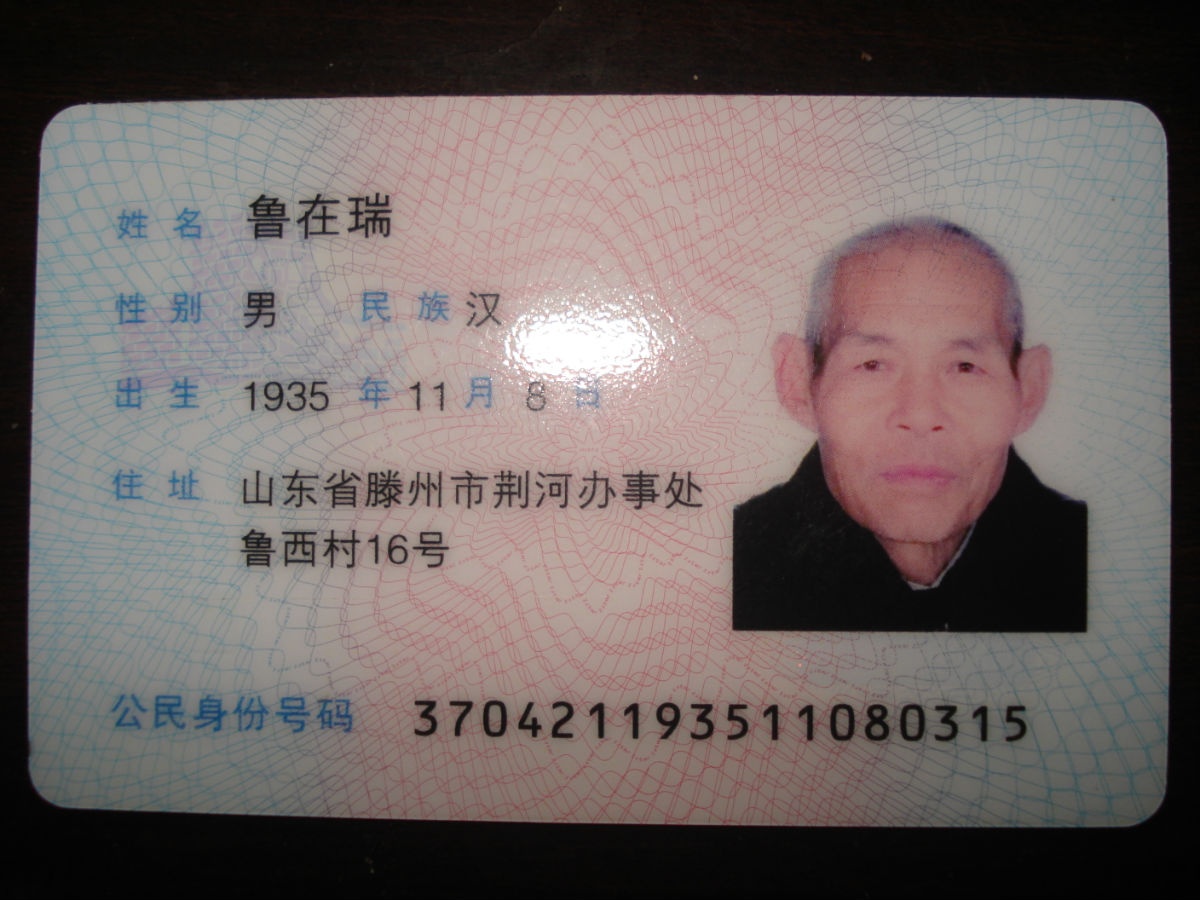 姓名 鲁在瑞
性别 男 民族 汉
出生 1935 年 11 月 8 日
住址 山东省滕州市荆河办事处
鲁西村16号
公民身份号码 370421193511080315